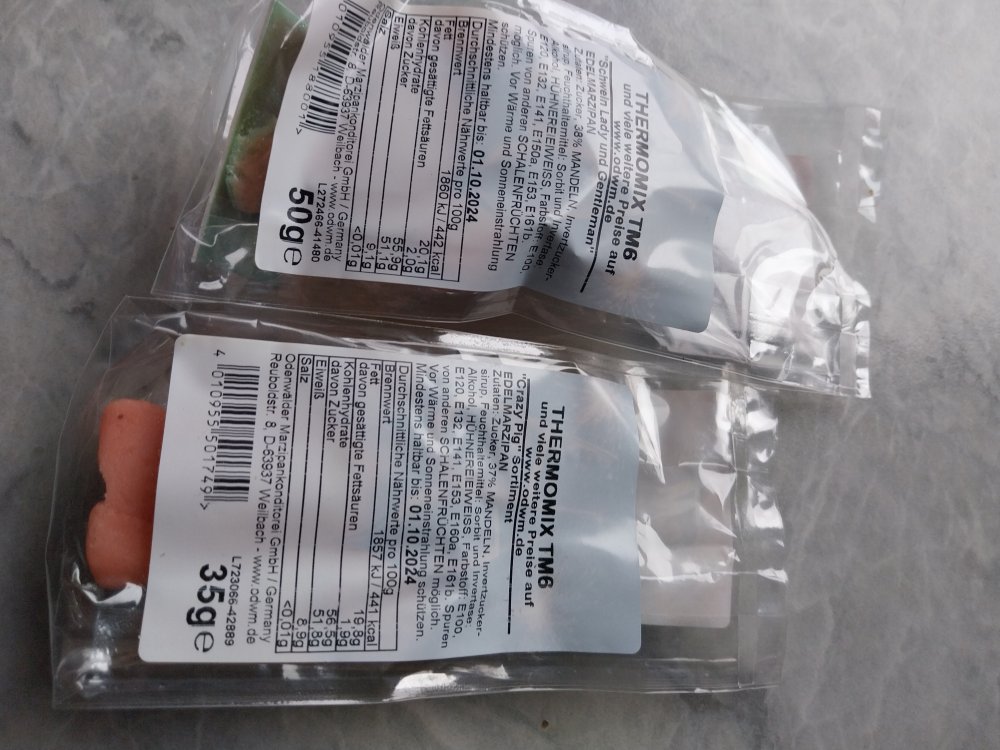 THERMOMIX TM6
und viele weitere Preise auf
www.odwm.de
"Schwein Lady und Gentleman"
EDELMARZIPAN
Zutaten: Zucker, 38% MANDELN, Invertzucker-
sirup, Feuchthaltemittel: Sorbit und Invertase,
Alkohol, HÜHNEREIEIWEISS, Farbstoffe:
E120, E132, E141, E150a, E153, E161b, E100,
Spuren von anderen SCHALENFRÜCHTEN
möglich. Vor Wärme und Sonneneinstrahlung
schützen.
Mindestens haltbar bis: 01.10.2024
Durchschnittliche Nährwerte pro 100g
Brennwert 1860 kJ / 442 kcal
Fett 20,1g
davon gesättigte Fettsäuren 2,0g
Kohlenhydrate 55,9g
davon Zucker 51,1g
Eiweiß 9,1g
Salz <0,01g
Marzipankonditorei GmbH / Germany
8, D-63937 Weilbach - www.odwm.de
L272466-41480
50g e
THERMOMIX TM6
und viele weitere Preise auf
www.odwm.de
"Crazy Pig" Sortiment
EDELMARZIPAN
Zutaten: Zucker, 37% MANDELN, Invertzucker-
sirup, Feuchthaltemittel: Sorbit und Invertase;
Alkohol, HÜHNEREIEIWEISS, Farbstoff: E100,
E120, E132, E141, E153, E160a, E161b. Spuren
von anderen SCHALENFRÜCHTEN möglich.
Vor Wärme und Sonneneinstrahlung schützen.
Mindestens haltbar bis: 01.10.2024
Durchschnittliche Nährwerte pro 100g
Brennwert 1857 kJ / 441 kcal
Fett 19,8g
davon gesättigte Fettsäuren 1,9g
Kohlenhydrate 56,5g
davon Zucker 51,8g
Eiweiß 8,9g
Salz <0,01g
Odenwälder Marzipankonditorei GmbH / Germany
Reuboldstr. 8, D-63937 Weilbach - www.odwm.de
L723066-42889
4 010955 501749 >
35g e